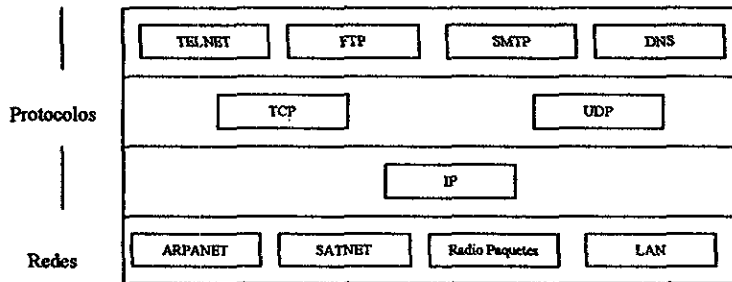 TELNET FTP SMTP DNS
Protocolos TCP UDP
IP
ARPANET SATNET Radio Paquetes LAN
Redes